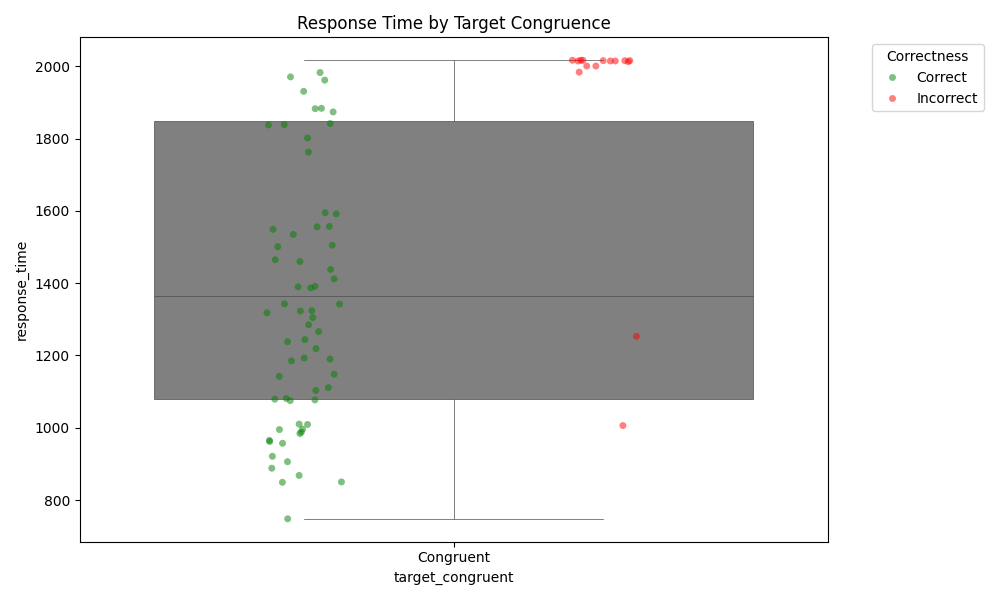 Response Time by Target Congruence
Correctness
Correct
Incorrect
response_time
2000
1800
1600
1400
1200
1000
800
Congruent
target_congruent